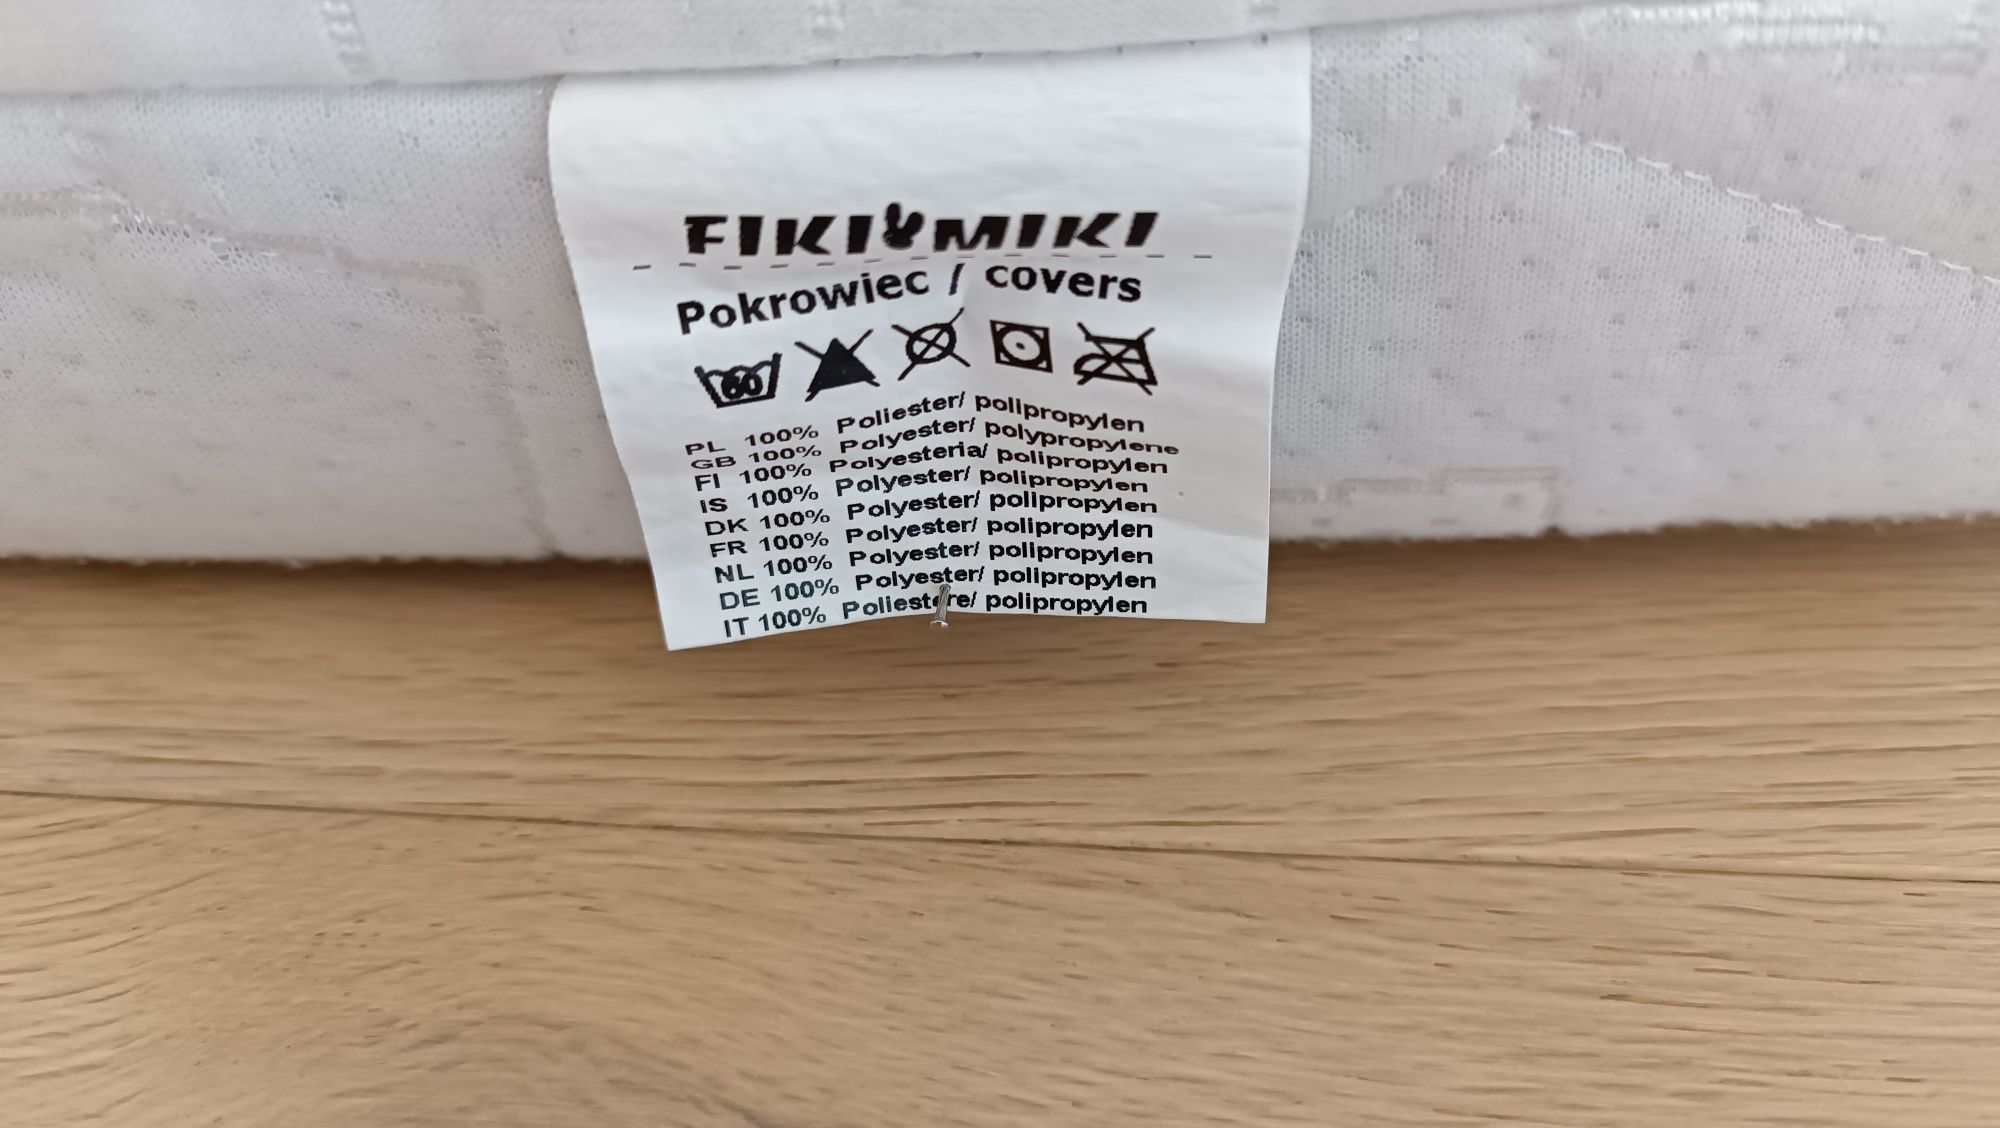 FIKI MIKI
Pokrowiec / covers
60
PL 100% Poliester/ polipropylen
GB 100% Polyester/ polypropylene
FI 100% Polyesteria/ polipropylen
IS 100% Polyester/ polipropylen
DK 100% Polyester/ polipropylen
FR 100% Polyester/ polipropylen
NL 100% Polyester/ polipropylen
DE 100% Polyester/ polipropylen
IT 100% Poliestere/ polipropylen